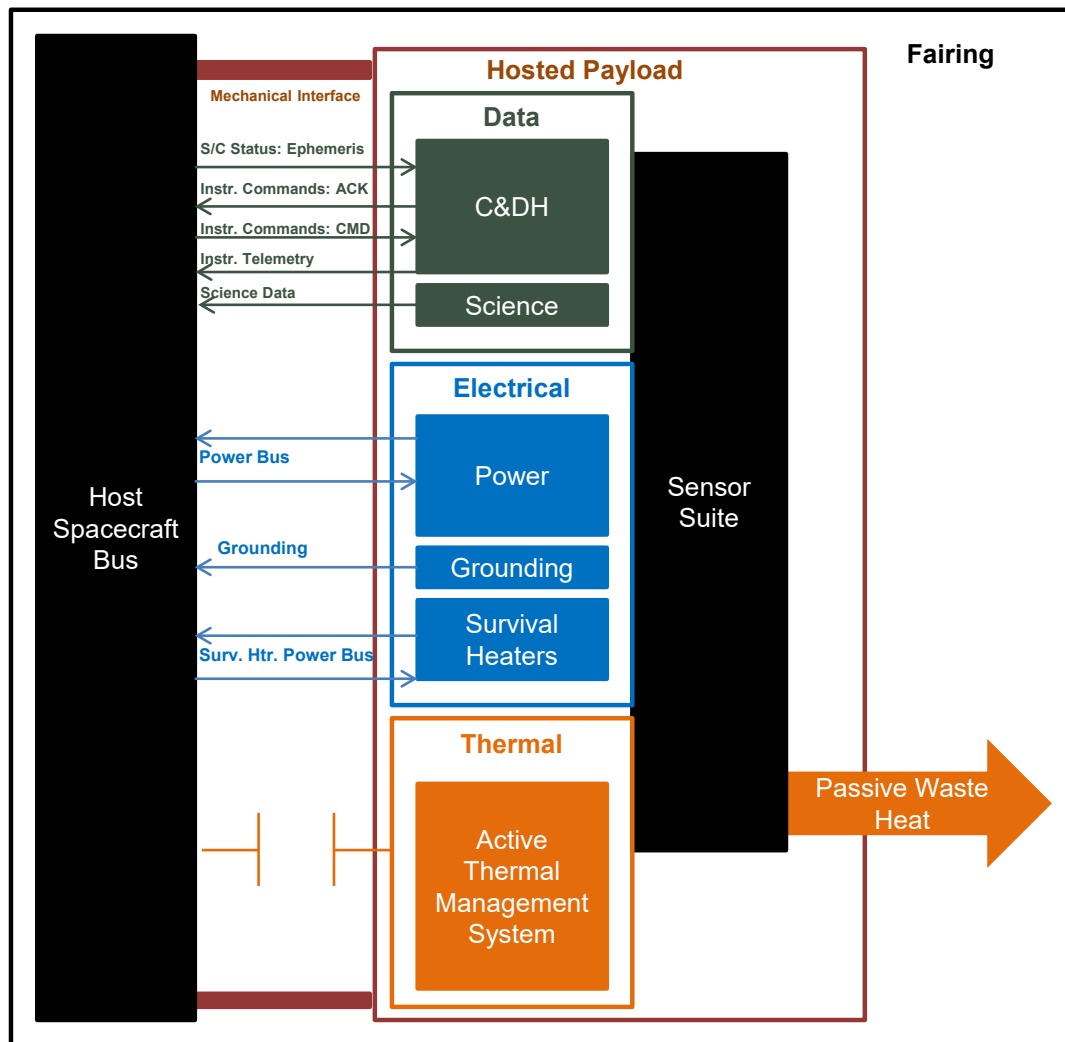 Fairing
Hosted Payload
Mechanical Interface
Data
S/C Status: Ephemeris
Instr. Commands: ACK
C&DH
Instr. Commands: CMD
Instr. Telemetry
Science Data
Science
Electrical
Power Bus
Power
Host
Spacecraft
Bus
Sensor
Suite
Grounding
Grounding
Survival
Heaters
Surv. Htr. Power Bus
Thermal
Passive Waste
Heat
Active
Thermal
Management
System